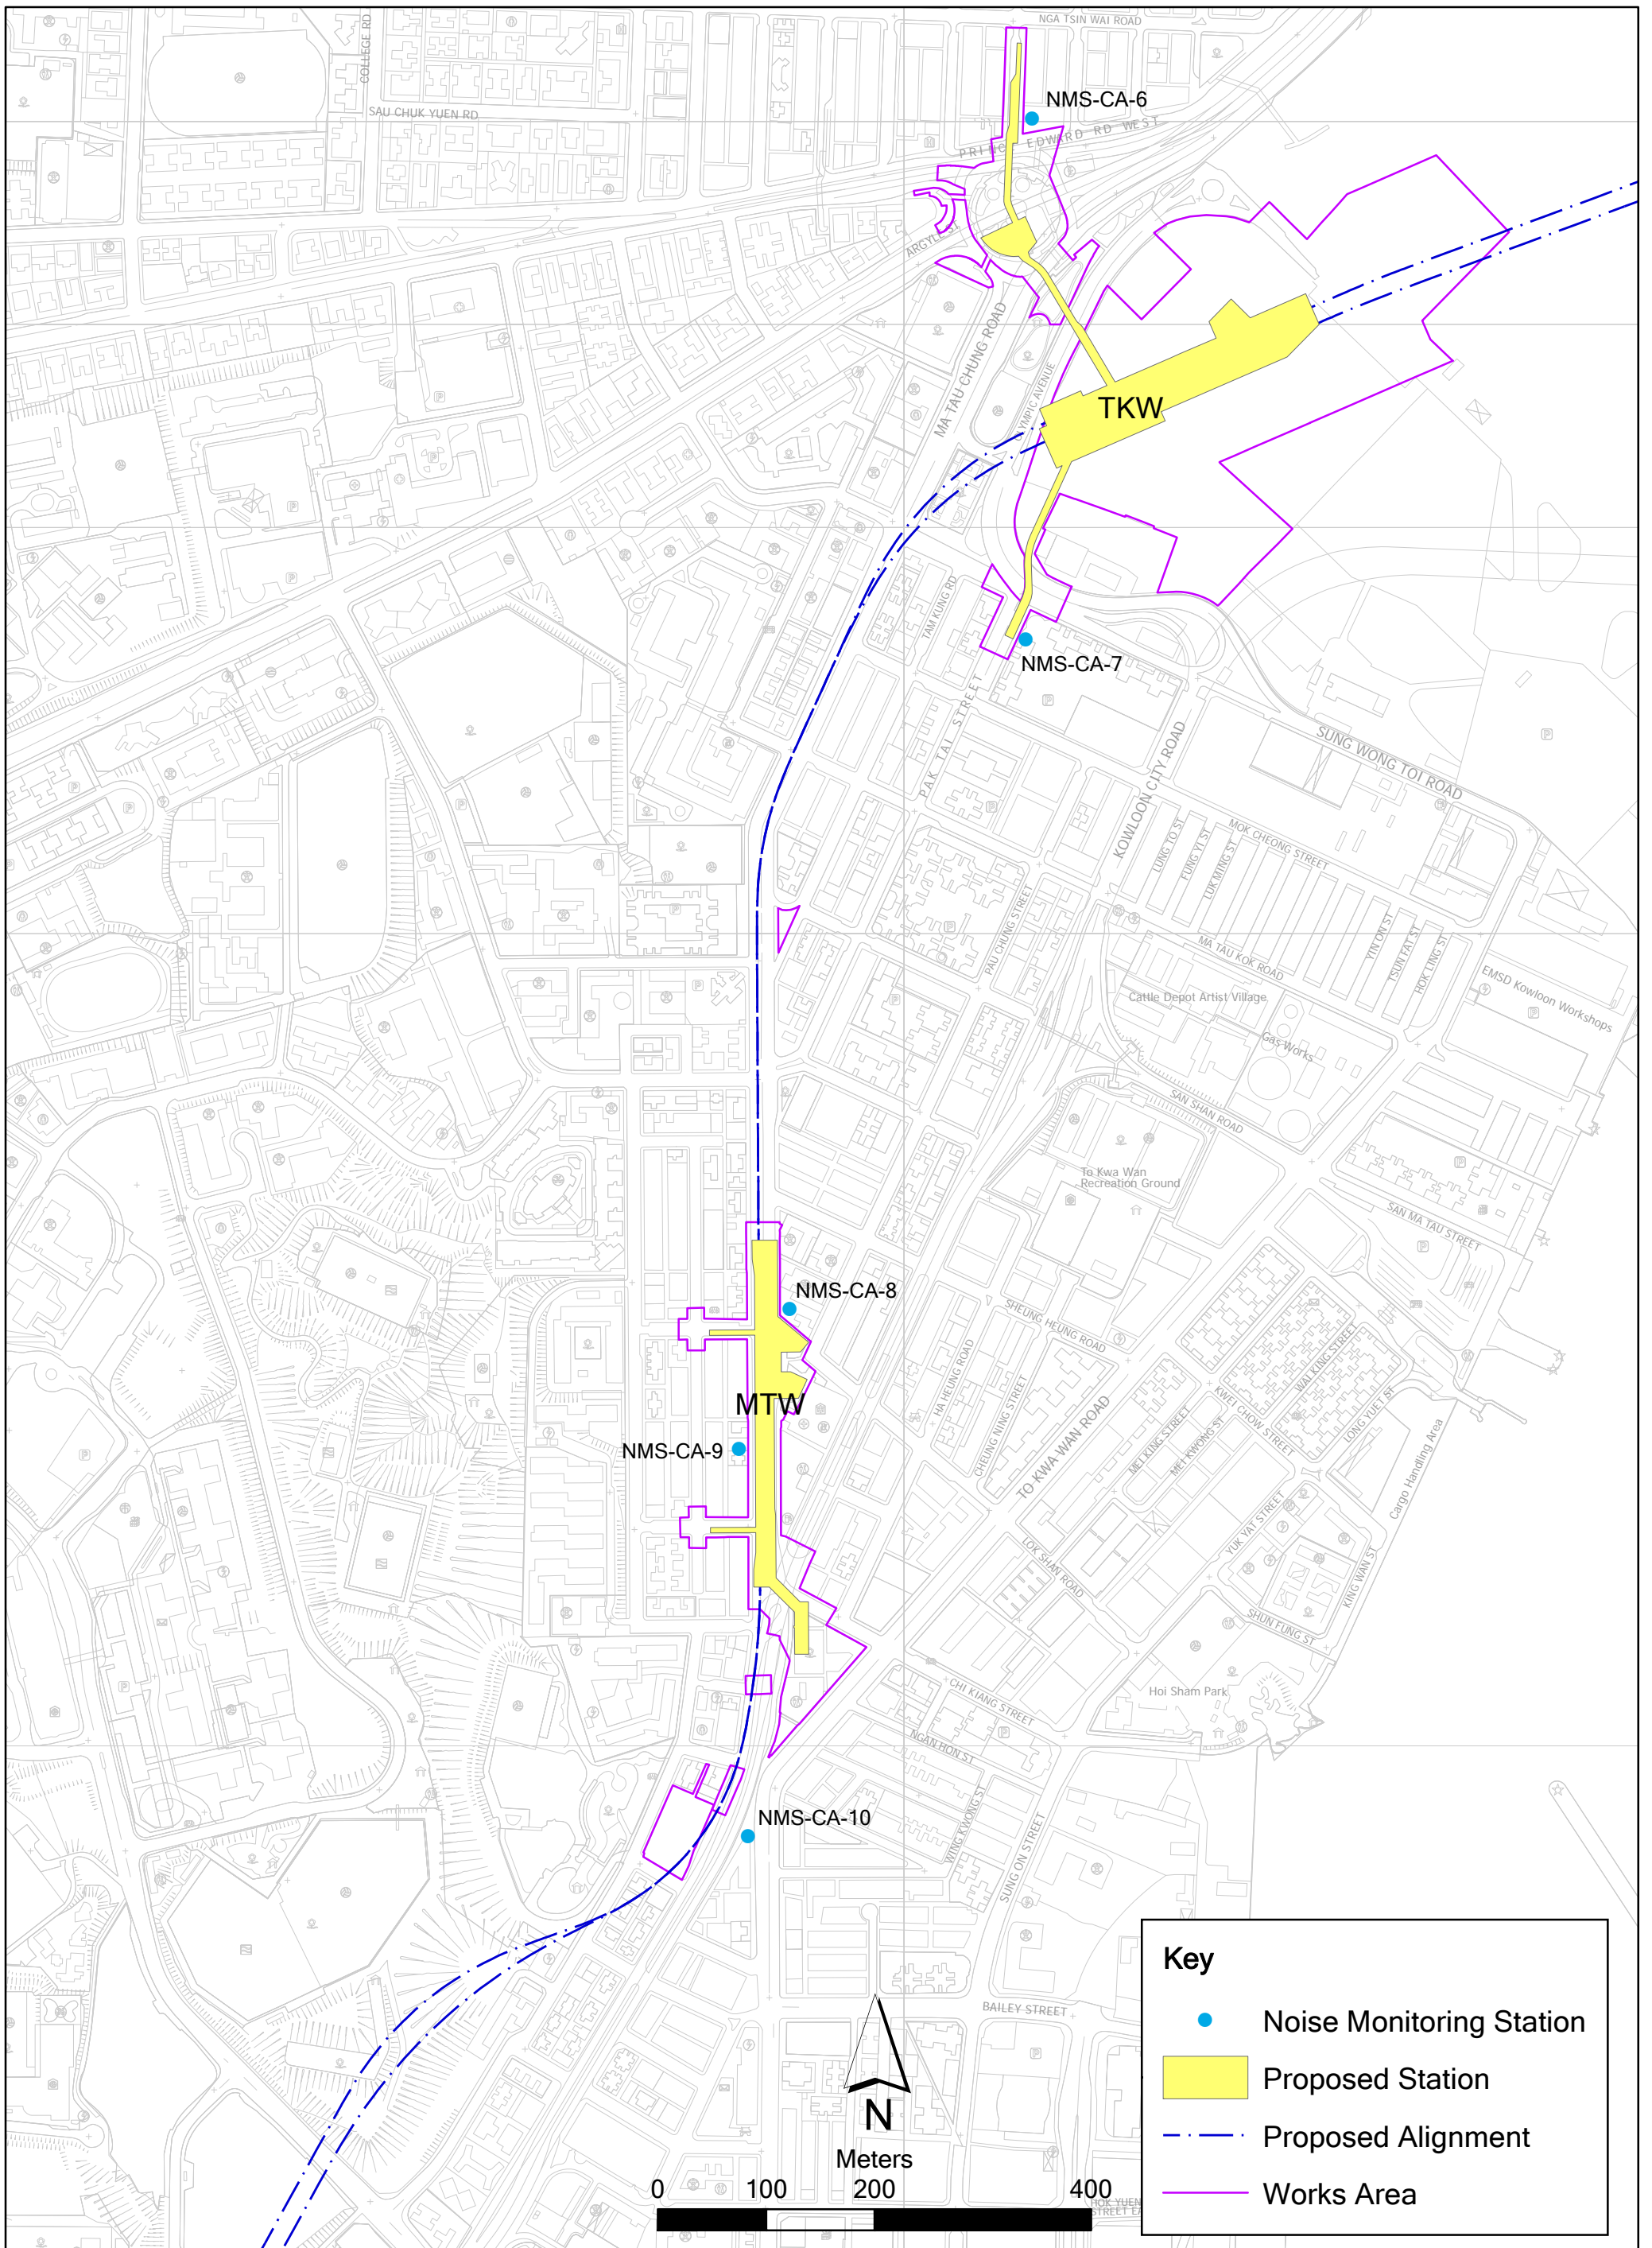 NGA TSIN WAI ROAD
COLLEGE RD
SAU CHUK YUEN RD
NMS-CA-6
PRINCE EDWARD RD WEST
ARGYLE ST
MA TAU CHUNG ROAD
OLYMPIC AVENUE
TKW
TAM KUNG RD
NMS-CA-7
PAK TAI STREET
SUNG WONG TOI ROAD
KOWLOON CITY ROAD
MOK CHEONG STREET
LUNG TO ST
FUNG YI ST
LUK MING ST
PAU CHUNG STREET
MA TAU KOK ROAD
YIN ON ST
TSUN FAT ST
HOK LING ST
EMSD Kowloon Workshops
Cattle Depot Artist Village
Gas Works
SAN SHAN ROAD
To Kwa Wan
Recreation Ground
SAN MA TAU STREET
NMS-CA-8
SHEUNG HEUNG ROAD
HA HEUNG ROAD
CHEUNG NING STREET
TO KWA WAN ROAD
WAI KING STREET
KWEI CHOW STREET
LONG YUET ST
MEI KING STREET
MEI KWONG ST
Cargo Handling Area
MTW
NMS-CA-9
YUK YAT STREET
LOK SHAN ROAD
KING WAN ST
SHUN FUNG ST
Hoi Sham Park
CHI KIANG STREET
NGAN HON ST
WING KWONG ST
SUNG ON STREET
NMS-CA-10
BAILEY STREET
HOK YUEN
STREET EA
N
Meters
0 100 200 400
Key
Noise Monitoring Station
Proposed Station
Proposed Alignment
Works Area